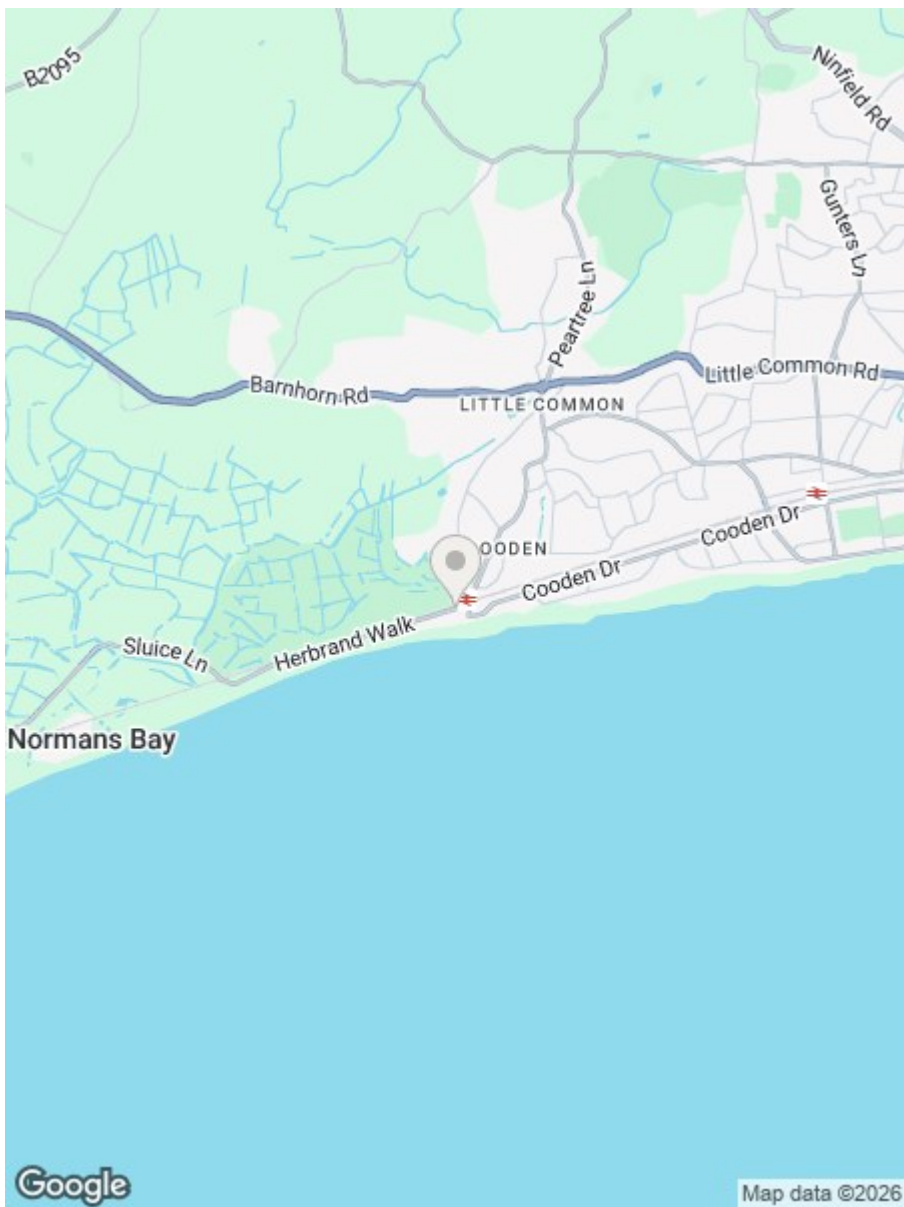 B2095
Ninfield Rd
Gunters Ln
Peartree Ln
Little Common Rd
Barnhorn Rd
LITTLE COMMON
Cooden Dr
OODEN
Cooden Dr
Herbrand Walk
Sluice Ln
Normans Bay
Google
Map data ©2026